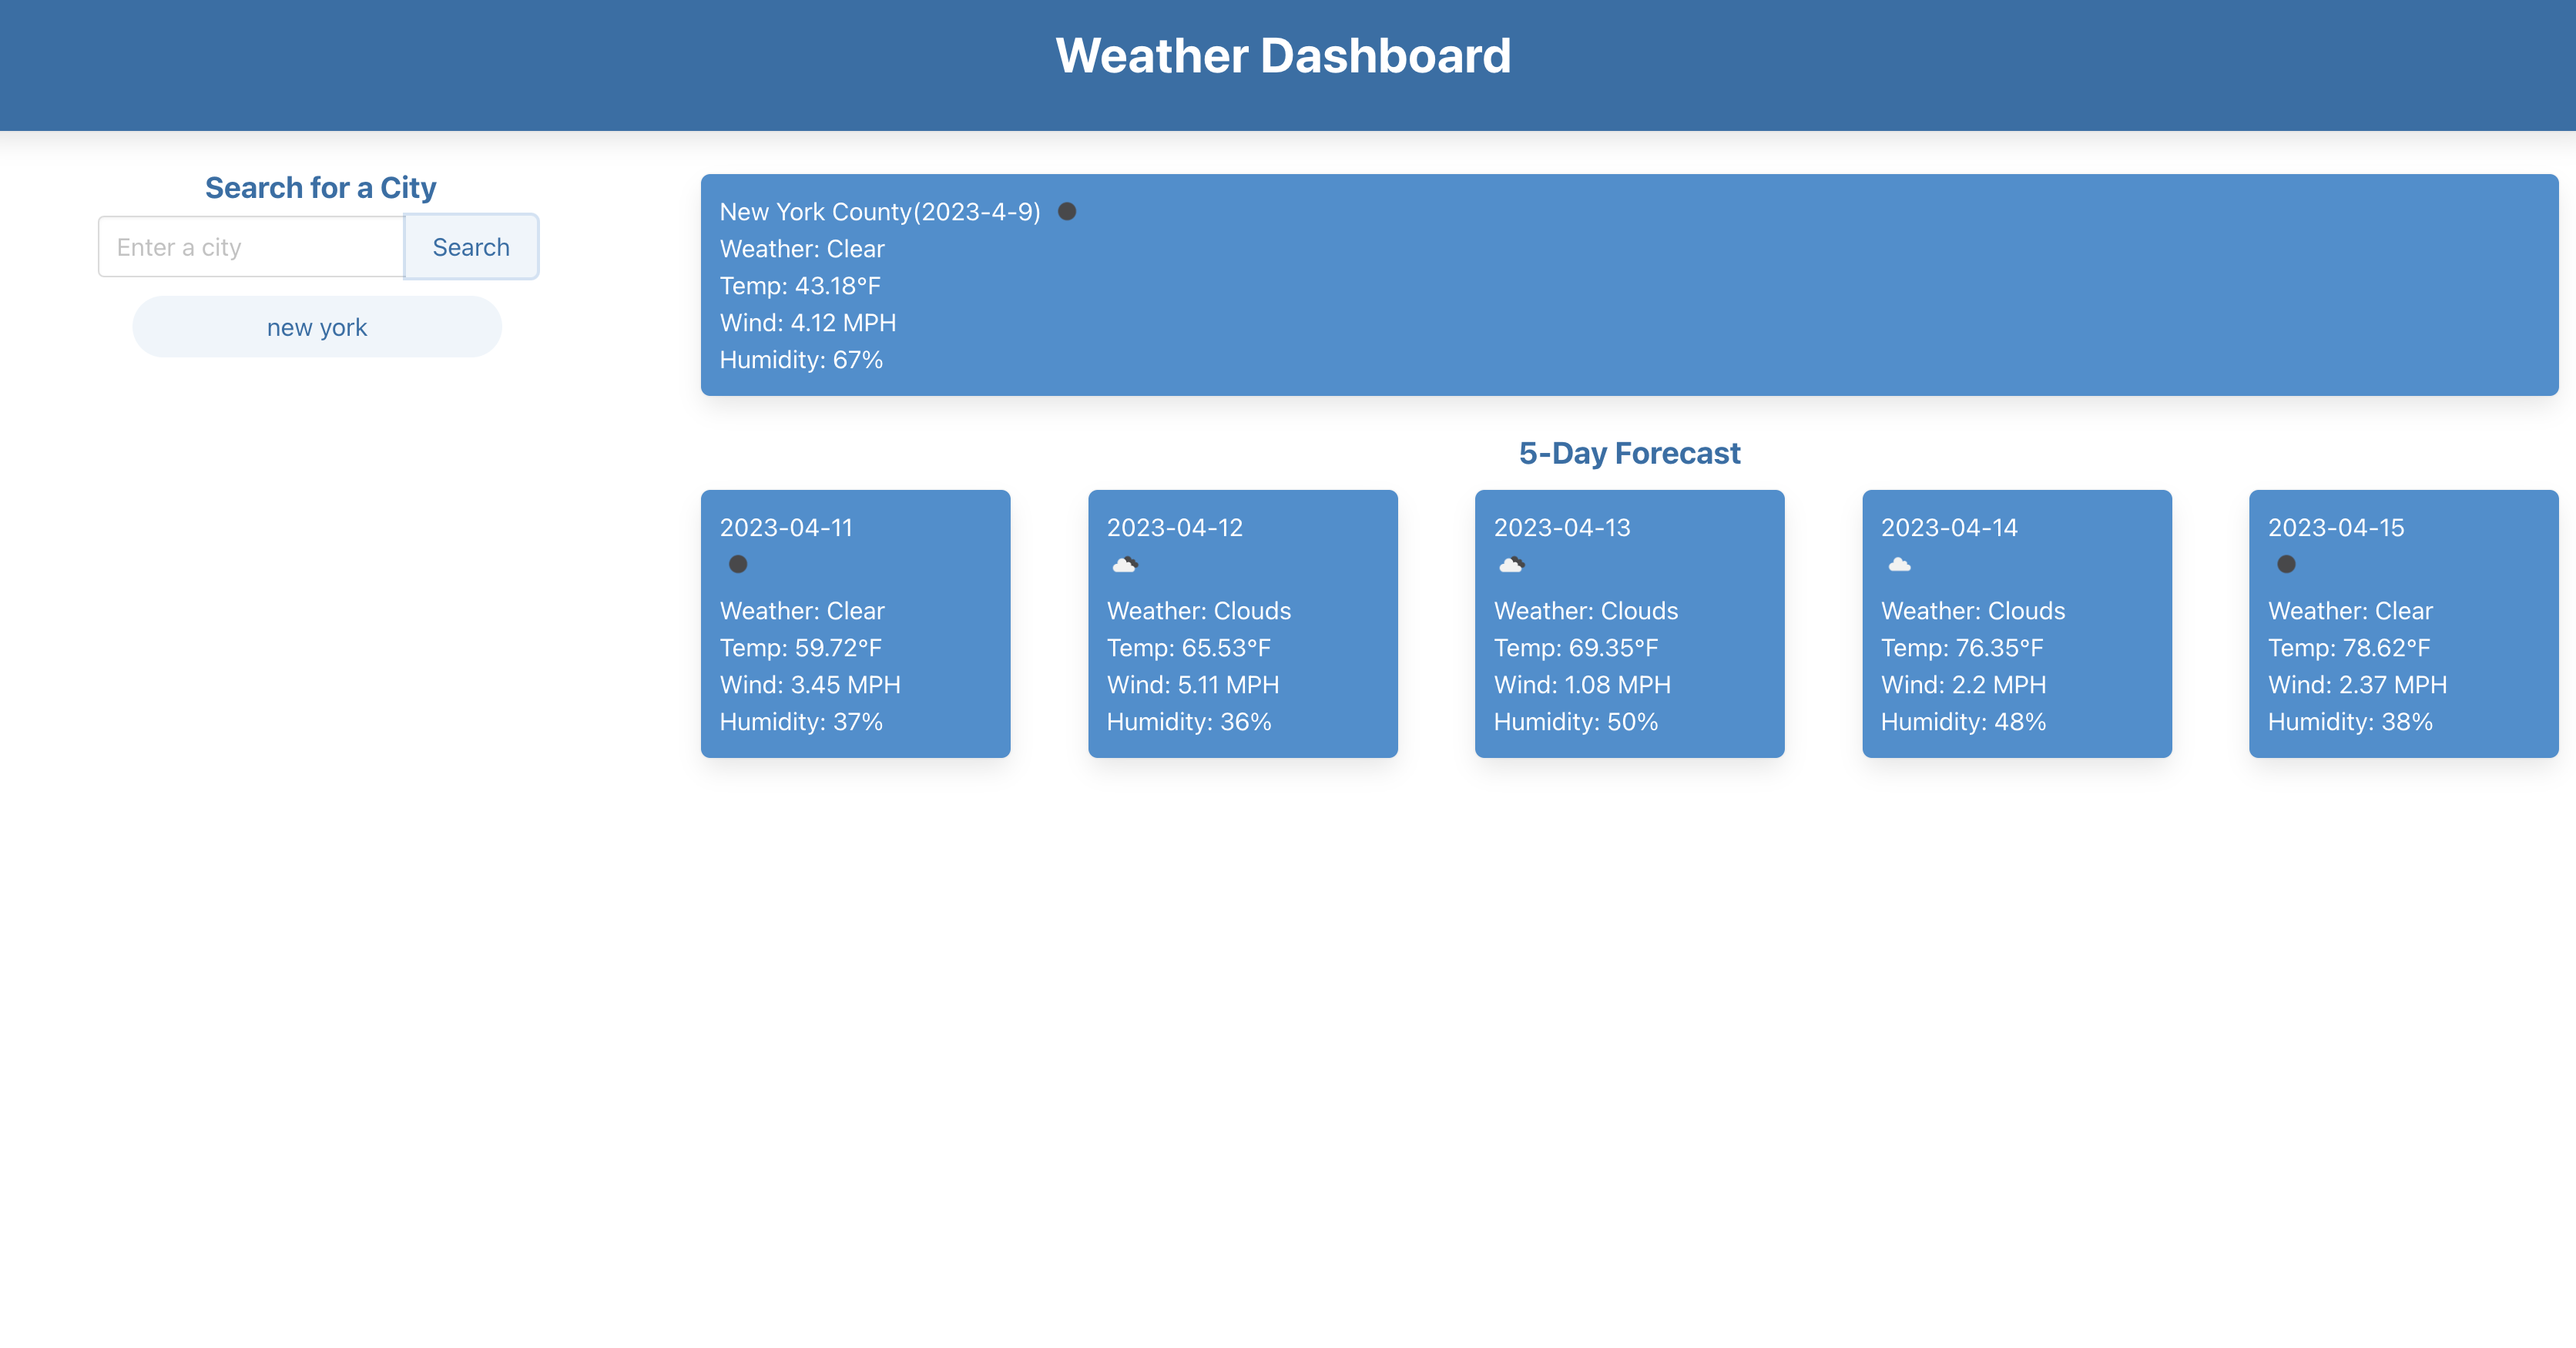 Weather Dashboard
Search for a City
Enter a city
Search
new york
New York County(2023-4-9)
Weather: Clear
Temp: 43.18°F
Wind: 4.12 MPH
Humidity: 67%
5-Day Forecast
2023-04-11
Weather: Clear
Temp: 59.72°F
Wind: 3.45 MPH
Humidity: 37%
2023-04-12
Weather: Clouds
Temp: 65.53°F
Wind: 5.11 MPH
Humidity: 36%
2023-04-13
Weather: Clouds
Temp: 69.35°F
Wind: 1.08 MPH
Humidity: 50%
2023-04-14
Weather: Clouds
Temp: 76.35°F
Wind: 2.2 MPH
Humidity: 48%
2023-04-15
Weather: Clear
Temp: 78.62°F
Wind: 2.37 MPH
Humidity: 38%